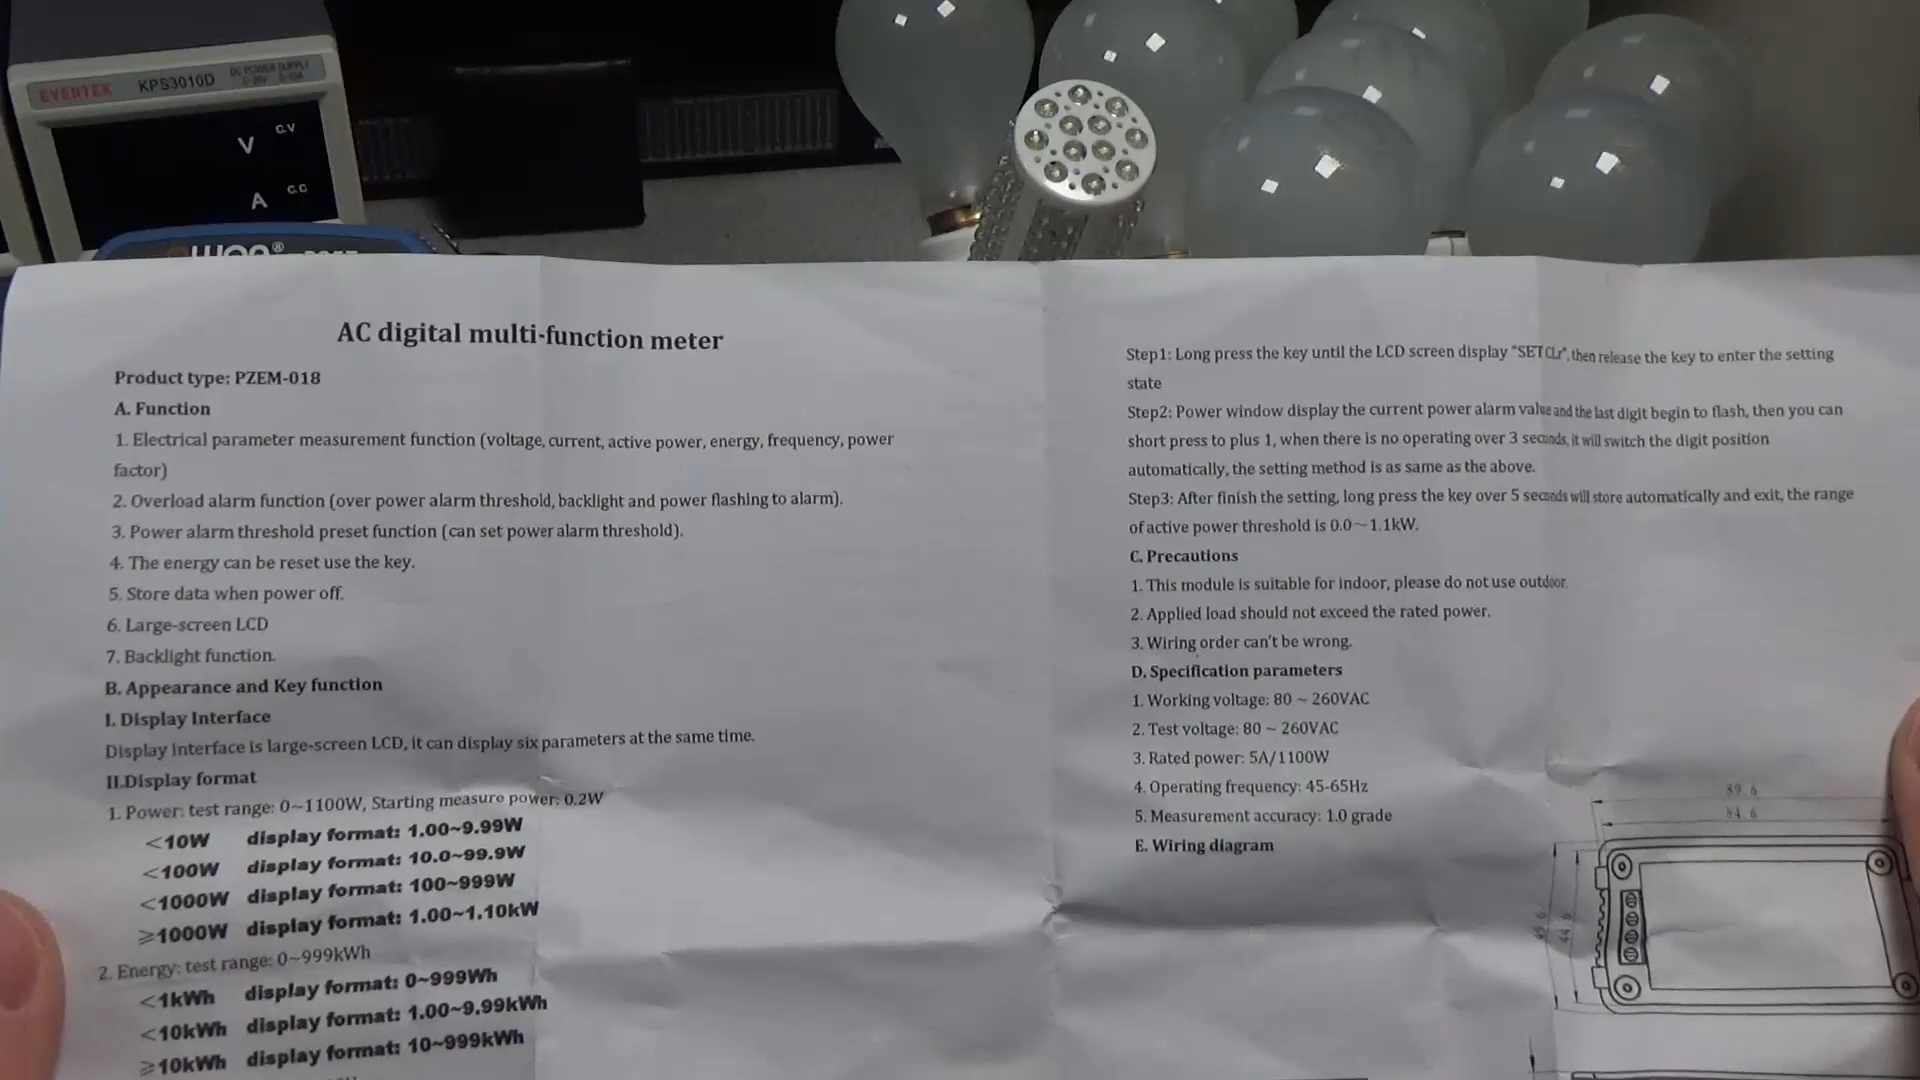 EVENTEK
KPS3010D
DC POWER SUPPLY
V
C.V
A
C.C
AC digital multi-function meter
Product type: PZEM-018
A. Function
1. Electrical parameter measurement function (voltage, current, active power, energy, frequency, power
factor)
2. Overload alarm function (over power alarm threshold, backlight and power flashing to alarm).
3. Power alarm threshold preset function (can set power alarm threshold).
4. The energy can be reset use the key.
5. Store data when power off.
6. Large-screen LCD
7. Backlight function.
B. Appearance and Key function
I. Display Interface
Display interface is large-screen LCD, it can display six parameters at the same time.
II.Display format
1. Power: test range: 0~1100W, Starting measure power: 0.2W
<10W display format: 1.00~9.99W
<100W display format: 10.0~99.9W
<1000W display format: 100~999W
≥1000W display format: 1.00~1.10kW
2. Energy: test range: 0~999kWh
<1kWh display format: 0~999Wh
<10kWh display format: 1.00~9.99kWh
≥10kWh display format: 10~999kWh
Step1: Long press the key until the LCD screen display "SET CLr", then release the key to enter the setting
state
Step2: Power window display the current power alarm value and the last digit begin to flash, then you can
short press to plus 1, when there is no operating over 3 seconds, it will switch the digit position
automatically, the setting method is as same as the above.
Step3: After finish the setting, long press the key over 5 seconds will store automatically and exit, the range
of active power threshold is 0.0~1.1kW.
C. Precautions
1. This module is suitable for indoor, please do not use outdoor.
2. Applied load should not exceed the rated power.
3. Wiring order can't be wrong.
D. Specification parameters
1. Working voltage: 80 ~ 260VAC
2. Test voltage: 80 ~ 260VAC
3. Rated power: 5A/1100W
4. Operating frequency: 45-65Hz
5. Measurement accuracy: 1.0 grade
E. Wiring diagram
89.6
84.6
49.6
44.6